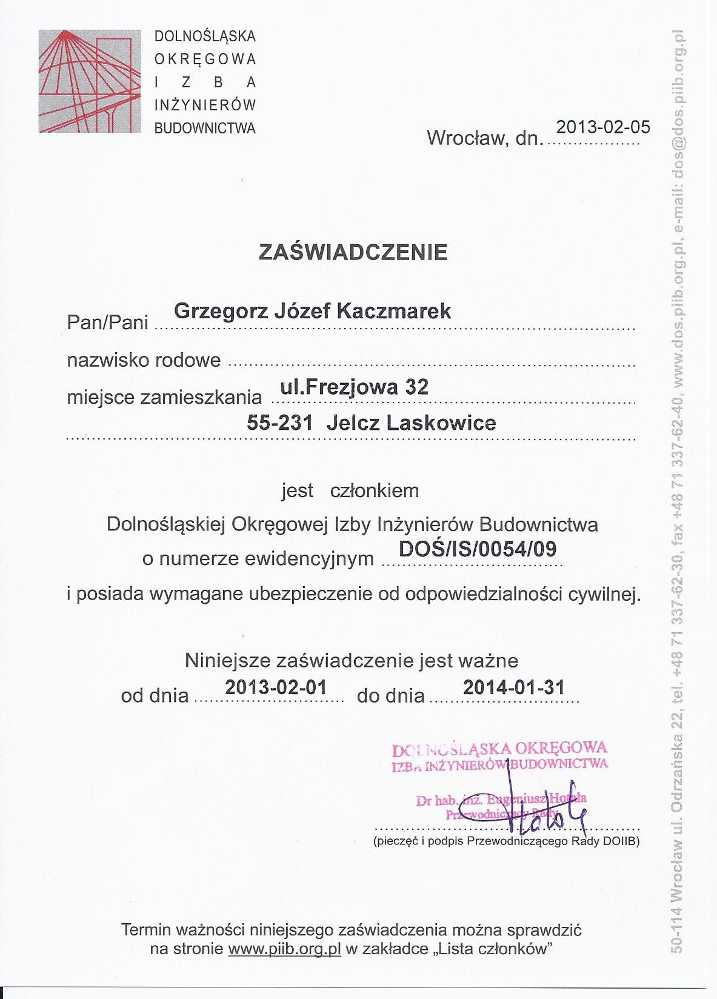 DOLNOŚLĄSKA
OKRĘGOWA
IZBA
INŻYNIERÓW
BUDOWNICTWA
Wrocław, dn. 2013-02-05
ZAŚWIADCZENIE
Pan/Pani Grzegorz Józef Kaczmarek
nazwisko rodowe
miejsce zamieszkania ul.Frezjowa 32
55-231 Jelcz Laskowice
jest członkiem
Dolnośląskiej Okręgowej Izby Inżynierów Budownictwa
o numerze ewidencyjnym DOŚ/IS/0054/09
i posiada wymagane ubezpieczenie od odpowiedzialności cywilnej.
Niniejsze zaświadczenie jest ważne
od dnia 2013-02-01 do dnia 2014-01-31
DOLNOŚLĄSKA OKRĘGOWA
IZBA INŻYNIERÓW BUDOWNICTWA
Dr hab. inż. Eugeniusz Hotała
Przewodniczący Rady
(pieczęć i podpis Przewodniczącego Rady DOIIB)
Termin ważności niniejszego zaświadczenia można sprawdzić
na stronie www.piib.org.pl w zakładce „Lista członków”
50-114 Wrocław ul. Odrzańska 22, tel. +48 71 337-62-30, fax +48 71 337-62-40, www.dos.piib.org.pl, e-mail: dos@dos.piib.org.pl